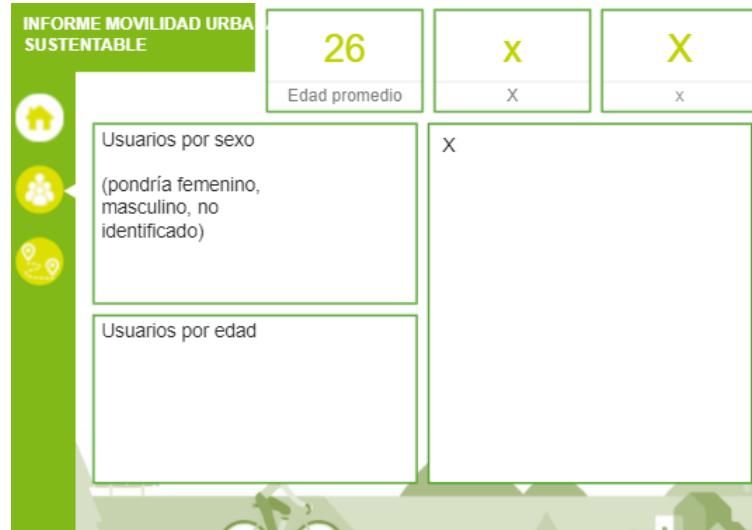 INFORME MOVILIDAD URBA
SUSTENTABLE
26
Edad promedio
x
X
X
x
Usuarios por sexo
(pondría femenino,
masculino, no
identificado)
X
Usuarios por edad